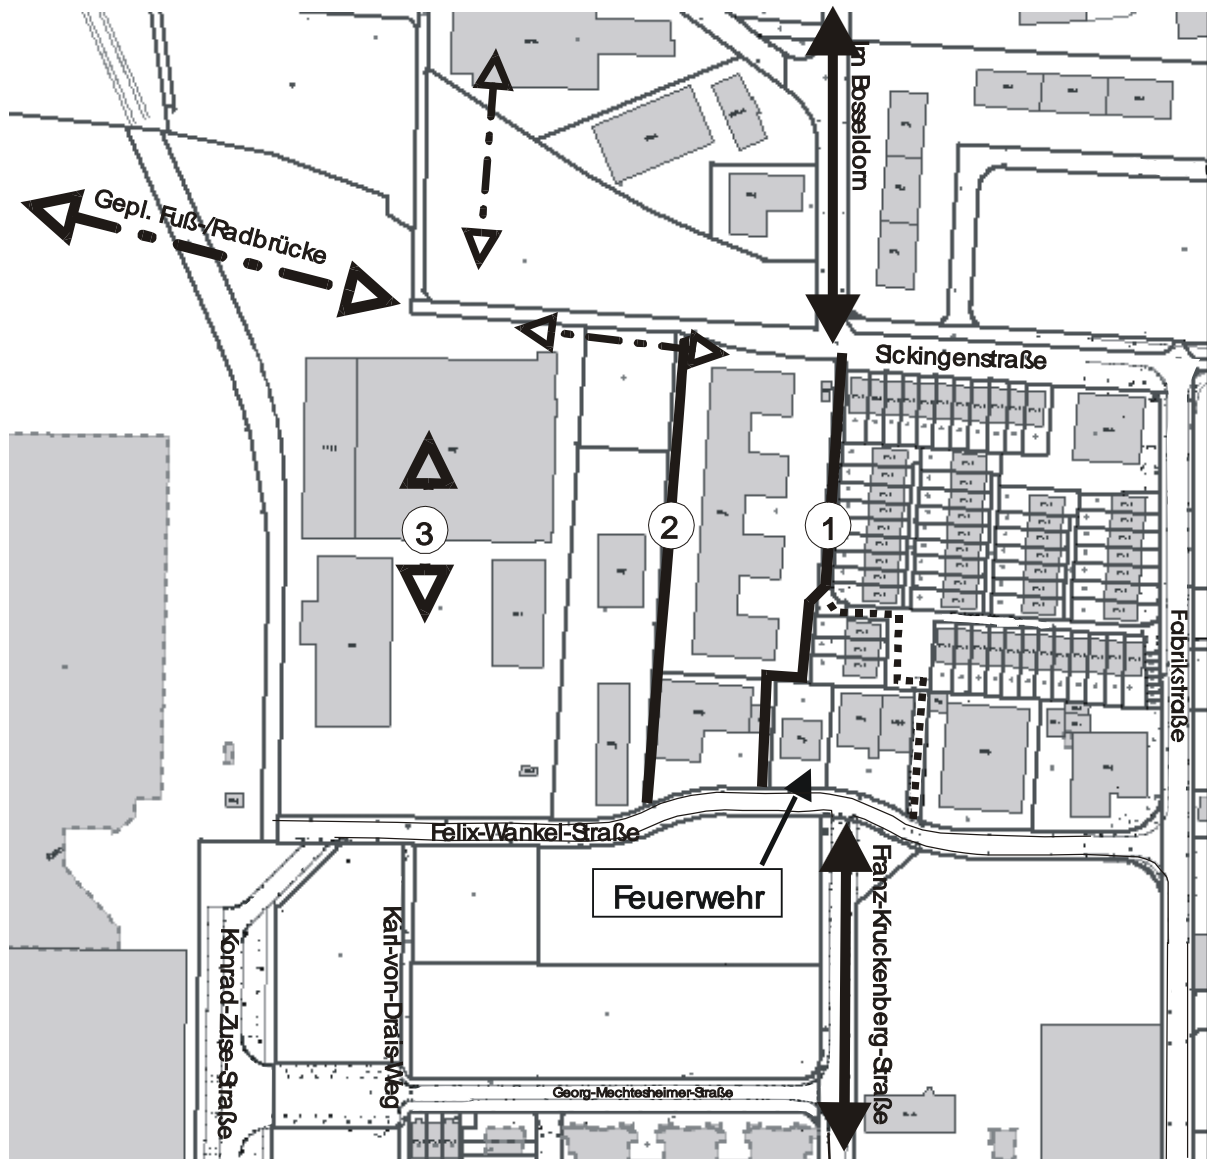 Im Bosseldorn
Gepl. Fuß-/Radbrücke
Sickingenstraße
3
2
1
Fabrikstraße
Felix-Wankel-Straße
Feuerwehr
Franz-Kruckenberg-Straße
Karl-von-Drais-Weg
Konrad-Zuse-Straße
Georg-Mechtesheimer-Straße